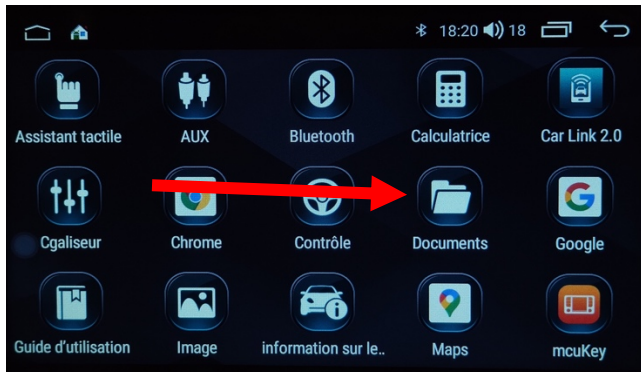 18:20 18
Assistant tactile AUX Bluetooth Calculatrice Car Link 2.0
Cgaliseur Chrome Contrôle Documents Google
Guide d'utilisation Image information sur le.. Maps mcuKey